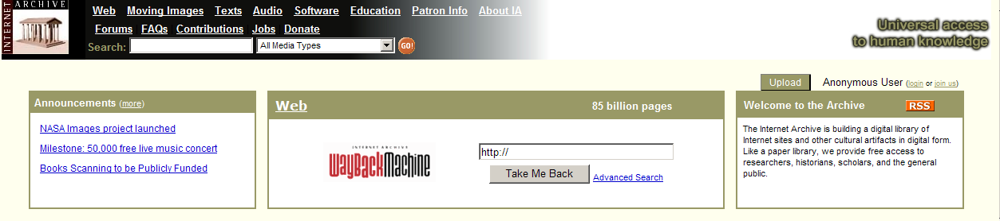 INTERNET ARCHIVE
Web Moving Images Texts Audio Software Education Patron Info About IA
Forums FAQs Contributions Jobs Donate
Search: All Media Types GO!
Universal access
to human knowledge
Upload Anonymous User (login or join us)
Announcements (more)
NASA Images project launched
Milestone: 50,000 free live music concert
Books Scanning to be Publicly Funded
Web 85 billion pages
INTERNET ARCHIVE
WayBackMachine
http://
Take Me Back Advanced Search
Welcome to the Archive RSS
The Internet Archive is building a digital library of
Internet sites and other cultural artifacts in digital form.
Like a paper library, we provide free access to
researchers, historians, scholars, and the general
public.